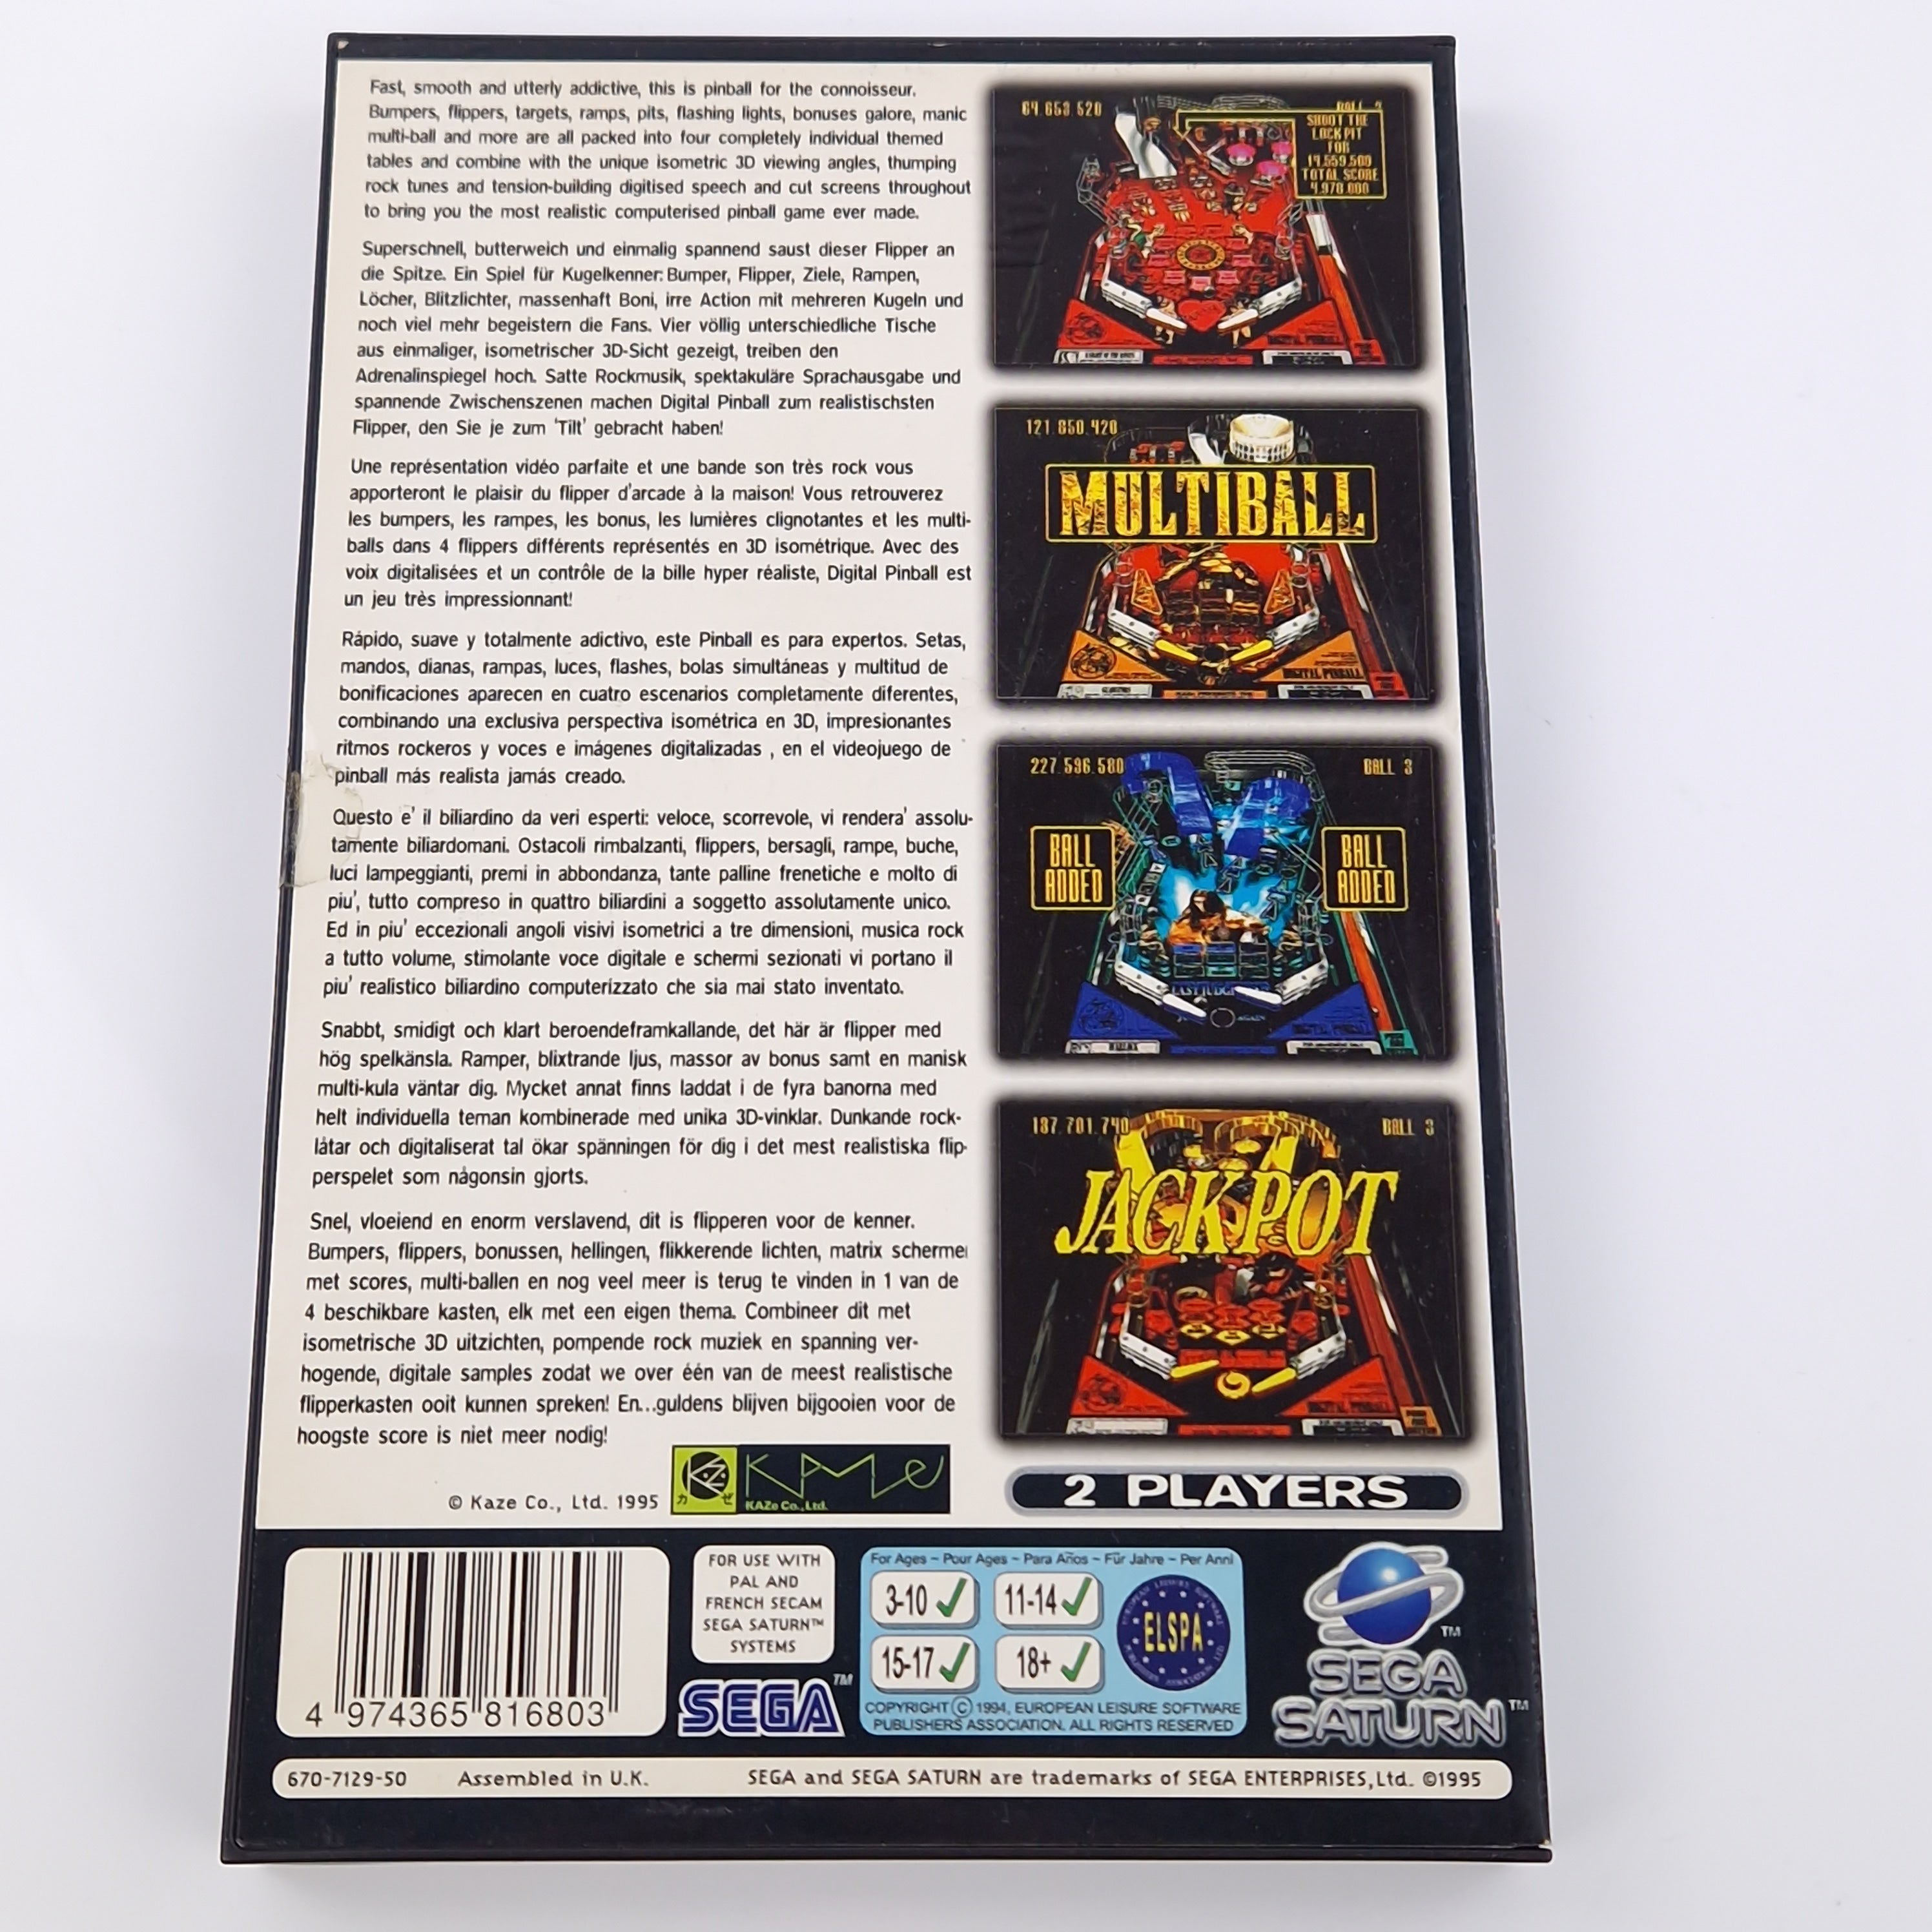 Fast, smooth and utterly addictive, this is pinball for the connoisseur.
Bumpers, flippers, targets, ramps, pits, flashing lights, bonuses galore, manic
multi-ball and more are all packed into four completely individual themed
tables and combine with the unique isometric 3D viewing angles, thumping
rock tunes and tension-building digitised speech and cut screens throughout
to bring you the most realistic computerised pinball game ever made.
Superschnell, butterweich und einmalig spannend saust dieser Flipper an
die Spitze. Ein Spiel für Kugelkenner: Bumper, Flipper, Ziele, Rampen,
Löcher, Blitzlichter, massenhaft Boni, irre Action mit mehreren Kugeln und
noch viel mehr begeistern die Fans. Vier völlig unterschiedliche Tische
aus einmaliger, isometrischer 3D-Sicht gezeigt, treiben den
Adrenalinspiegel hoch. Satte Rockmusik, spektakuläre Sprachausgabe und
spannende Zwischenszenen machen Digital Pinball zum realistischsten
Flipper, den Sie je zum 'Tilt' gebracht haben!
Une représentation vidéo parfaite et une bande son très rock vous
apporteront le plaisir du flipper d'arcade à la maison! Vous retrouverez
les bumpers, les rampes, les bonus, les lumières clignotantes et les multi-
balls dans 4 flippers différents représentés en 3D isométrique. Avec des
voix digitalisées et un contrôle de la bille hyper réaliste, Digital Pinball est
un jeu très impressionnant!
Rápido, suave y totalmente adictivo, este Pinball es para expertos. Setas,
mandos, dianas, rampas, luces, flashes, bolas simultáneas y multitud de
bonificaciones aparecen en cuatro escenarios completamente diferentes,
combinando una exclusiva perspectiva isométrica en 3D, impresionantes
ritmos rockeros y voces e imágenes digitalizadas , en el videojuego de
pinball más realista jamás creado.
Questo e' il biliardino da veri esperti: veloce, scorrevole, vi rendera' assolu-
tamente biliardomani. Ostacoli rimbalzanti, flippers, bersagli, rampe, buche,
luci lampeggianti, premi in abbondanza, tante palline frenetiche e molto di
piu', tutto compreso in quattro biliardini a soggetto assolutamente unico.
Ed in piu' eccezionali angoli visivi isometrici a tre dimensioni, musica rock
a tutto volume, stimolante voce digitale e schermi sezionati vi portano il
piu' realistico biliardino computerizzato che sia mai stato inventato.
Snabbt, smidigt och klart beroendeframkallande, det här är flipper med
hög spelkänsla. Ramper, blixtrande ljus, massor av bonus samt en manisk
multi-kula väntar dig. Mycket annat finns laddat i de fyra banorna med
helt individuella teman kombinerade med unika 3D-vinklar. Dunkande rock-
låtar och digitaliserat tal ökar spänningen för dig i det mest realistiska flip-
perspelet som någonsin gjorts.
Snel, vloeiend en enorm verslavend, dit is flipperen voor de kenner.
Bumpers, flippers, bonussen, hellingen, flikkerende lichten, matrix scherme
met scores, multi-ballen en nog veel meer is terug te vinden in 1 van de
4 beschikbare kasten, elk met een eigen thema. Combineer dit met
isometrische 3D uitzichten, pompende rock muziek en spanning ver-
hogende, digitale samples zodat we over één van de meest realistische
flipperkasten ooit kunnen spreken! En...guldens blijven bijgooien voor de
hoogste score is niet meer nodig!
© Kaze Co., Ltd. 1995
KZ
カゼ
KAZe
KAZe Co., Ltd.
SHOOT THE
LOCK PIT
FOR
TOTAL SCORE
4.978.000
121.850.420
MULTIBALL
DIGITAL PINBALL
227.596.580
BALL 3
BALL
ADDED
BALL
ADDED
187.701.740
BALL 3
JACKPOT
2 PLAYERS
4 974365 816803
FOR USE WITH
PAL AND
FRENCH SECAM
SEGA SATURN™
SYSTEMS
SEGA™
For Ages – Pour Ages – Para Años – Für Jahre – Per Anni
3-10
11-14
15-17
18+
ELSPA
COPYRIGHT © 1994, EUROPEAN LEISURE SOFTWARE
PUBLISHERS ASSOCIATION. ALL RIGHTS RESERVED
™
SEGA
SATURN™
670-7129-50
Assembled in U.K.
SEGA and SEGA SATURN are trademarks of SEGA ENTERPRISES,Ltd. ©1995